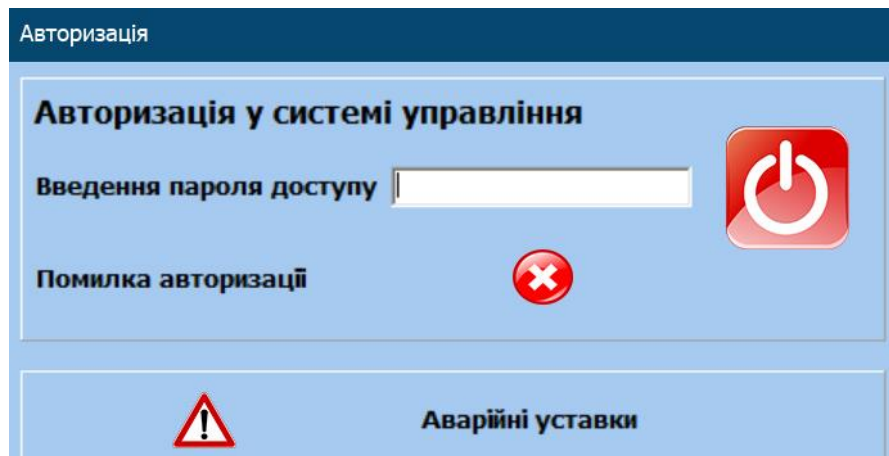 Авторизація
Авторизація у системі управління
Введення пароля доступу
Помилка авторизації
Аварійні уставки